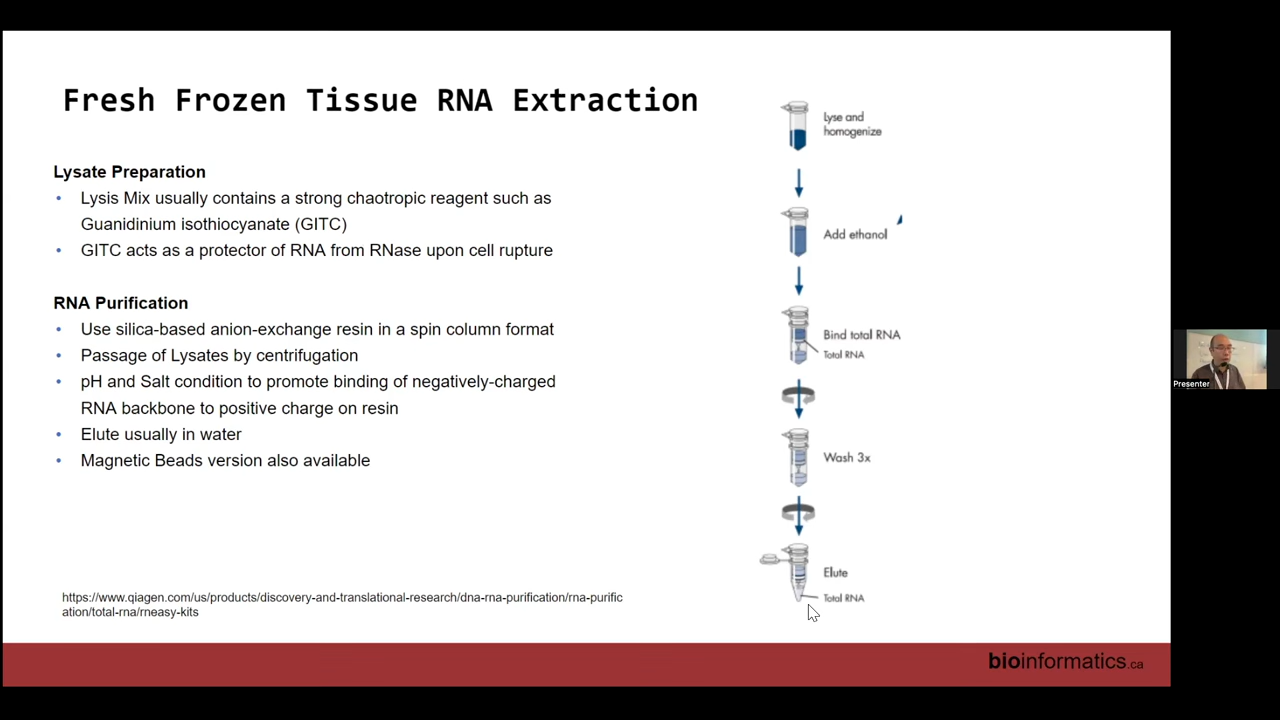 Fresh Frozen Tissue RNA Extraction
Lysate Preparation
• Lysis Mix usually contains a strong chaotropic reagent such as
Guanidinium isothiocyanate (GITC)
• GITC acts as a protector of RNA from RNase upon cell rupture
RNA Purification
• Use silica-based anion-exchange resin in a spin column format
• Passage of Lysates by centrifugation
• pH and Salt condition to promote binding of negatively-charged
RNA backbone to positive charge on resin
• Elute usually in water
• Magnetic Beads version also available
https://www.qiagen.com/us/products/discovery-and-translational-research/dna-rna-purification/rna-purific
ation/total-rna/rneasy-kits
Lyse and
homogenize
Add ethanol
Bind total RNA
Total RNA
Wash 3x
Elute
Total RNA
bioinformatics.ca
Presenter